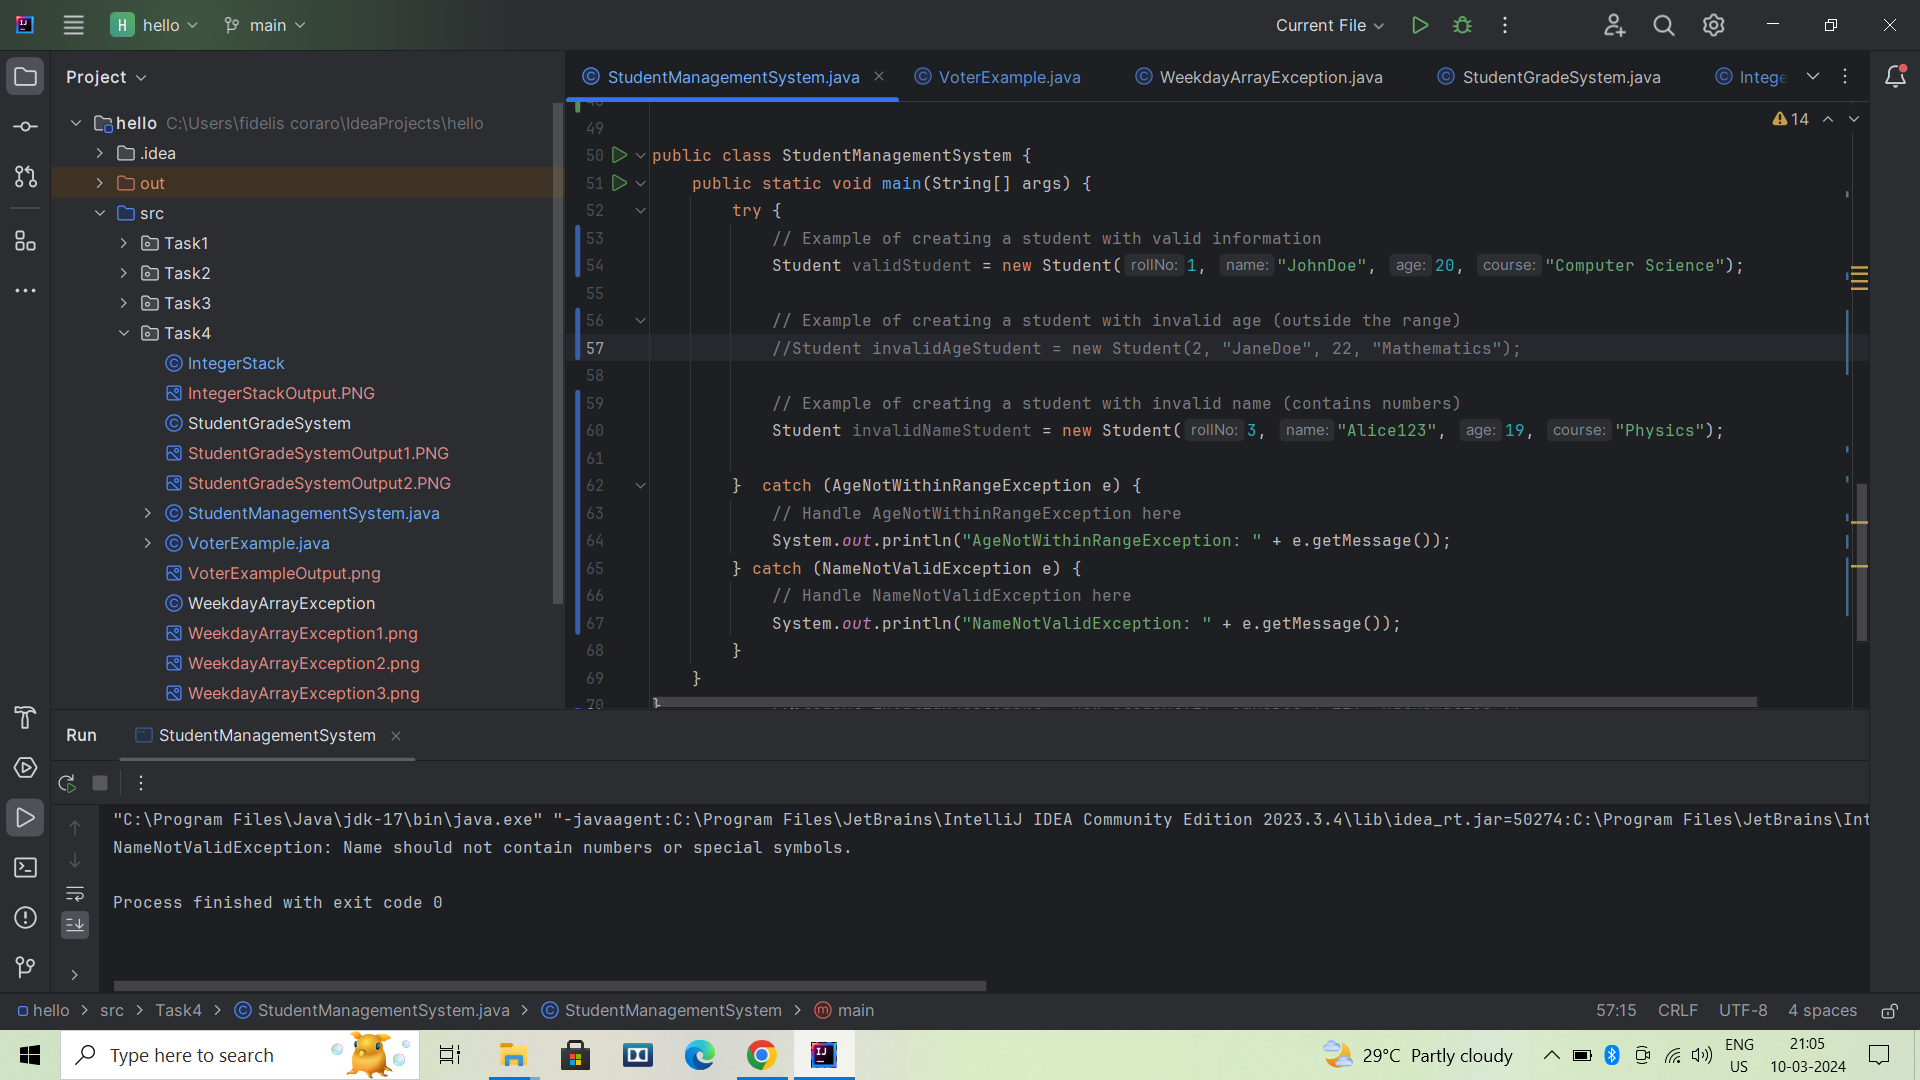 H hello main Current File
Project
StudentManagementSystem.java VoterExample.java WeekdayArrayException.java StudentGradeSystem.java Intege
hello C:\Users\fidelis coraro\IdeaProjects\hello
.idea
out
src
Task1
Task2
Task3
Task4
IntegerStack
IntegerStackOutput.PNG
StudentGradeSystem
StudentGradeSystemOutput1.PNG
StudentGradeSystemOutput2.PNG
StudentManagementSystem.java
VoterExample.java
VoterExampleOutput.png
WeekdayArrayException
WeekdayArrayException1.png
WeekdayArrayException2.png
WeekdayArrayException3.png
14
49
50 public class StudentManagementSystem {
51 public static void main(String[] args) {
52 try {
53 // Example of creating a student with valid information
54 Student validStudent = new Student( rollNo: 1, name: "JohnDoe", age: 20, course: "Computer Science");
55
56 // Example of creating a student with invalid age (outside the range)
57 //Student invalidAgeStudent = new Student(2, "JaneDoe", 22, "Mathematics");
58
59 // Example of creating a student with invalid name (contains numbers)
60 Student invalidNameStudent = new Student( rollNo: 3, name: "Alice123", age: 19, course: "Physics");
61
62 } catch (AgeNotWithinRangeException e) {
63 // Handle AgeNotWithinRangeException here
64 System.out.println("AgeNotWithinRangeException: " + e.getMessage());
65 } catch (NameNotValidException e) {
66 // Handle NameNotValidException here
67 System.out.println("NameNotValidException: " + e.getMessage());
68 }
69 }
70 }
Run StudentManagementSystem
"C:\Program Files\Java\jdk-17\bin\java.exe" "-javaagent:C:\Program Files\JetBrains\IntelliJ IDEA Community Edition 2023.3.4\lib\idea_rt.jar=50274:C:\Program Files\JetBrains\Int
NameNotValidException: Name should not contain numbers or special symbols.
Process finished with exit code 0
hello > src > Task4 > StudentManagementSystem.java > StudentManagementSystem > main 57:15 CRLF UTF-8 4 spaces
Type here to search
29°C Partly cloudy
ENG
US
21:05
10-03-2024